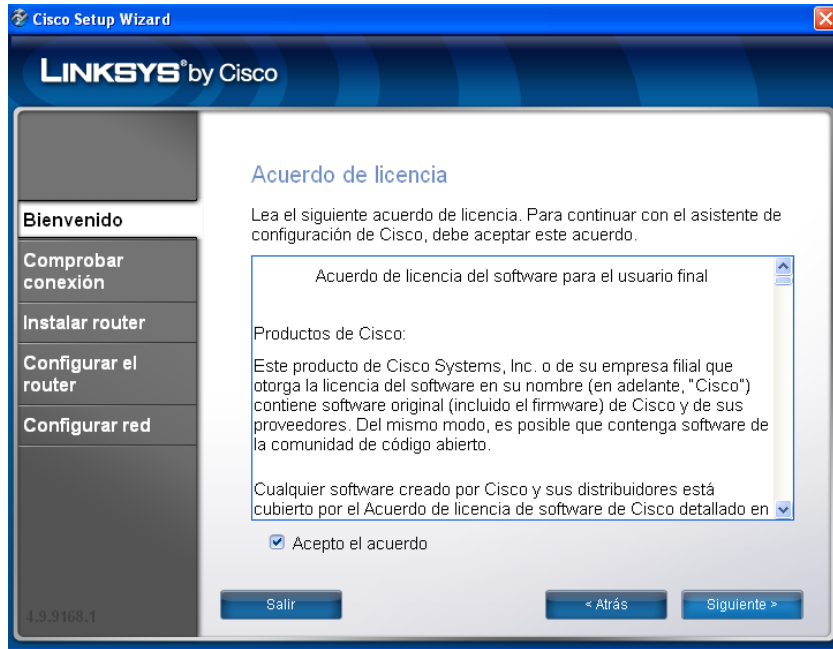 Cisco Setup Wizard
LINKSYS® by Cisco
Bienvenido
Comprobar
conexión
Instalar router
Configurar el
router
Configurar red
4.9.9168.1
Acuerdo de licencia
Lea el siguiente acuerdo de licencia. Para continuar con el asistente de
configuración de Cisco, debe aceptar este acuerdo.
Acuerdo de licencia del software para el usuario final
Productos de Cisco:
Este producto de Cisco Systems, Inc. o de su empresa filial que
otorga la licencia del software en su nombre (en adelante, "Cisco")
contiene software original (incluido el firmware) de Cisco y de sus
proveedores. Del mismo modo, es posible que contenga software de
la comunidad de código abierto.
Cualquier software creado por Cisco y sus distribuidores está
cubierto por el Acuerdo de licencia de software de Cisco detallado en
Acepto el acuerdo
Salir
< Atrás
Siguiente >